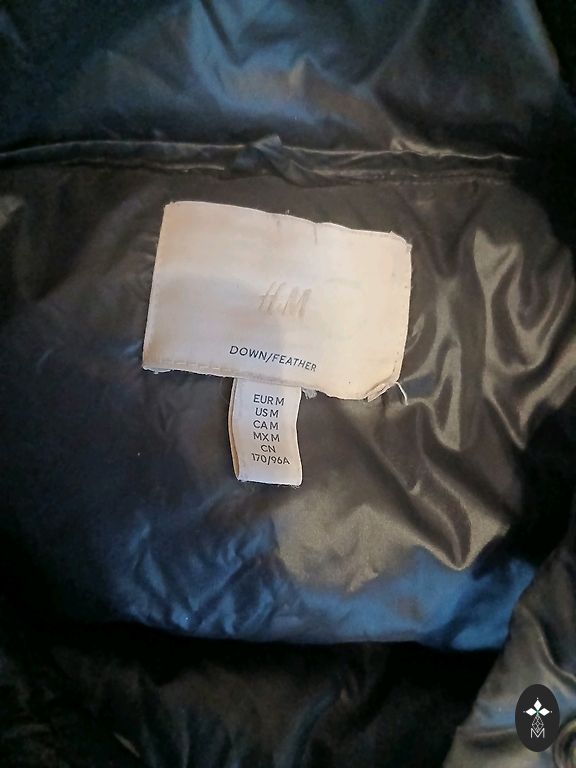 H&M
DOWN/FEATHER
EUR M
US M
CA M
MX M
CN
170/96A
M